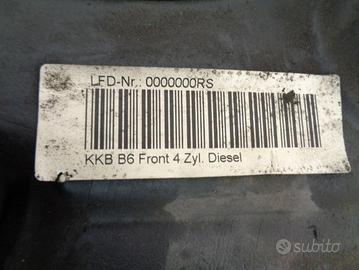 LFD-Nr.: 0000000RS
KKB B6 Front 4 Zyl. Diesel
subito